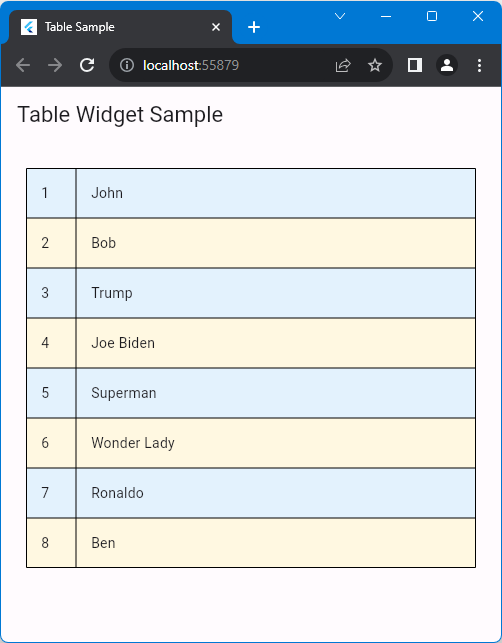 Table Sample
localhost:55879
Table Widget Sample
1 John
2 Bob
3 Trump
4 Joe Biden
5 Superman
6 Wonder Lady
7 Ronaldo
8 Ben